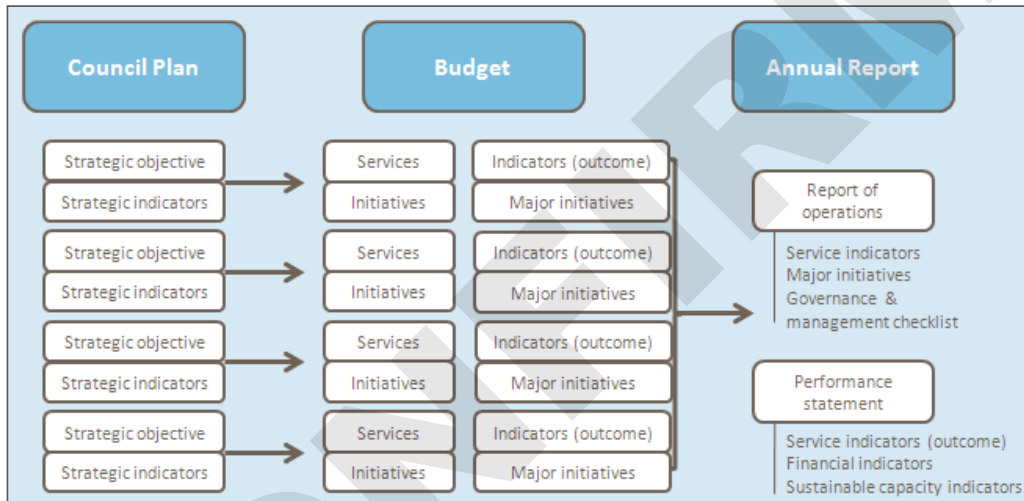 Council Plan
Budget
Annual Report
Strategic objective
Strategic indicators
Services
Initiatives
Indicators (outcome)
Major initiatives
Strategic objective
Strategic indicators
Services
Initiatives
Indicators (outcome)
Major initiatives
Strategic objective
Strategic indicators
Services
Initiatives
Indicators (outcome)
Major initiatives
Strategic objective
Strategic indicators
Services
Initiatives
Indicators (outcome)
Major initiatives
Report of
operations
Service indicators
Major initiatives
Governance &
management checklist
Performance
statement
Service indicators (outcome)
Financial indicators
Sustainable capacity indicators